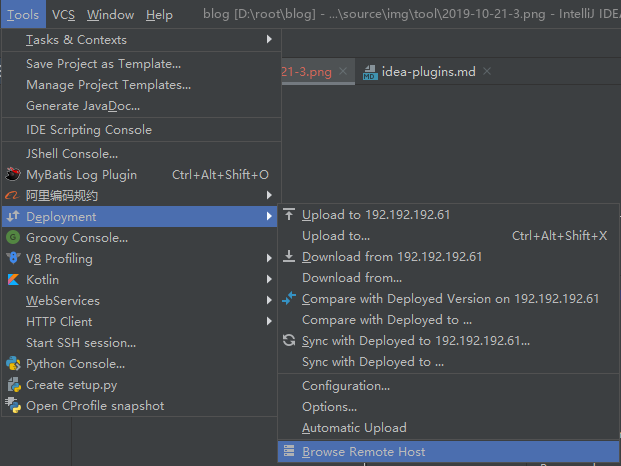 Tools VCS Window Help blog [D:\root\blog] - ...\source\img\tool\2019-10-21-3.png - IntelliJ IDEA
Tasks & Contexts
Save Project as Template...
21-3.png idea-plugins.md
Manage Project Templates...
Generate JavaDoc...
IDE Scripting Console
JShell Console...
MyBatis Log Plugin Ctrl+Alt+Shift+O
阿里编码规约
Deployment
Groovy Console...
V8 Profiling
Kotlin
WebServices
HTTP Client
Start SSH session...
Python Console...
Create setup.py
Open CProfile snapshot
Upload to 192.192.192.61
Upload to... Ctrl+Alt+Shift+X
Download from 192.192.192.61
Download from...
Compare with Deployed Version on 192.192.192.61
Compare with Deployed to ...
Sync with Deployed to 192.192.192.61...
Sync with Deployed to ...
Configuration...
Options...
Automatic Upload
Browse Remote Host